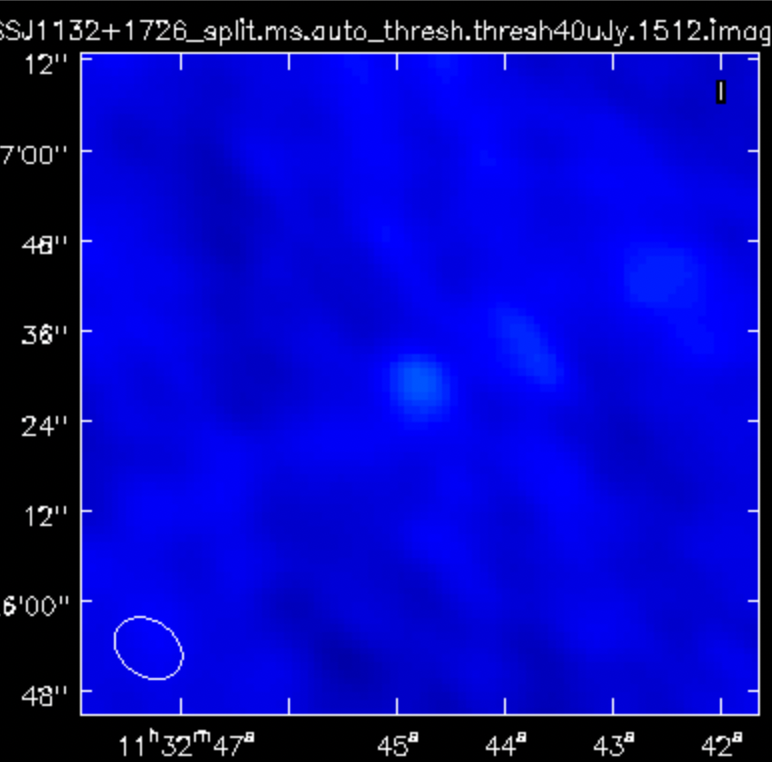 SSJ1132+1726_split.ms.auto_thresh.thresh40uJy.1512.imag
I
12"
7'00"
48"
36"
24"
12"
6'00"
48"
11ʰ32ᵐ47ˢ 45ˢ 44ˢ 43ˢ 42ˢ